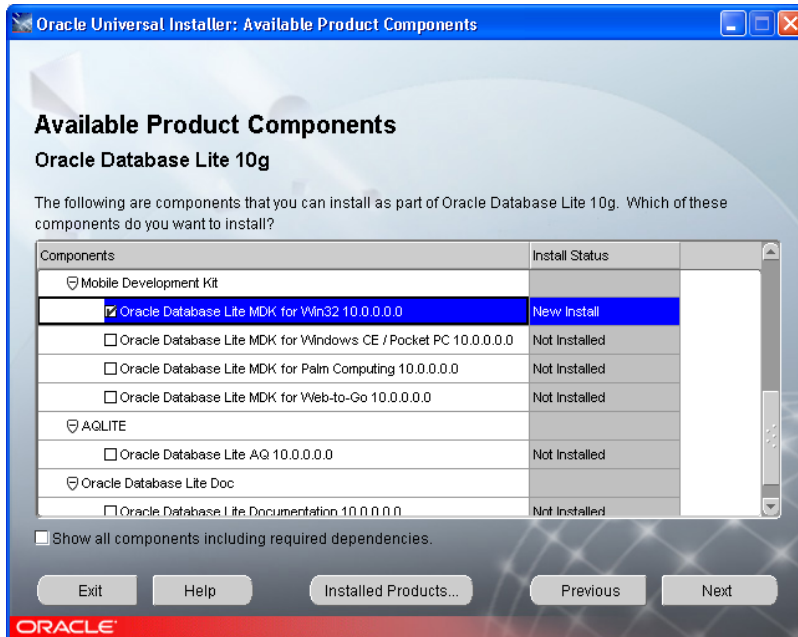 Oracle Universal Installer: Available Product Components
Available Product Components
Oracle Database Lite 10g
The following are components that you can install as part of Oracle Database Lite 10g. Which of these
components do you want to install?
Components Install Status
Mobile Development Kit
Oracle Database Lite MDK for Win32 10.0.0.0.0 New Install
Oracle Database Lite MDK for Windows CE / Pocket PC 10.0.0.0.0 Not Installed
Oracle Database Lite MDK for Palm Computing 10.0.0.0.0 Not Installed
Oracle Database Lite MDK for Web-to-Go 10.0.0.0.0 Not Installed
AQLITE
Oracle Database Lite AQ 10.0.0.0.0 Not Installed
Oracle Database Lite Doc
Oracle Database Lite Documentation 10.0.0.0.0 Not Installed
Show all components including required dependencies.
Exit Help Installed Products... Previous Next
ORACLE